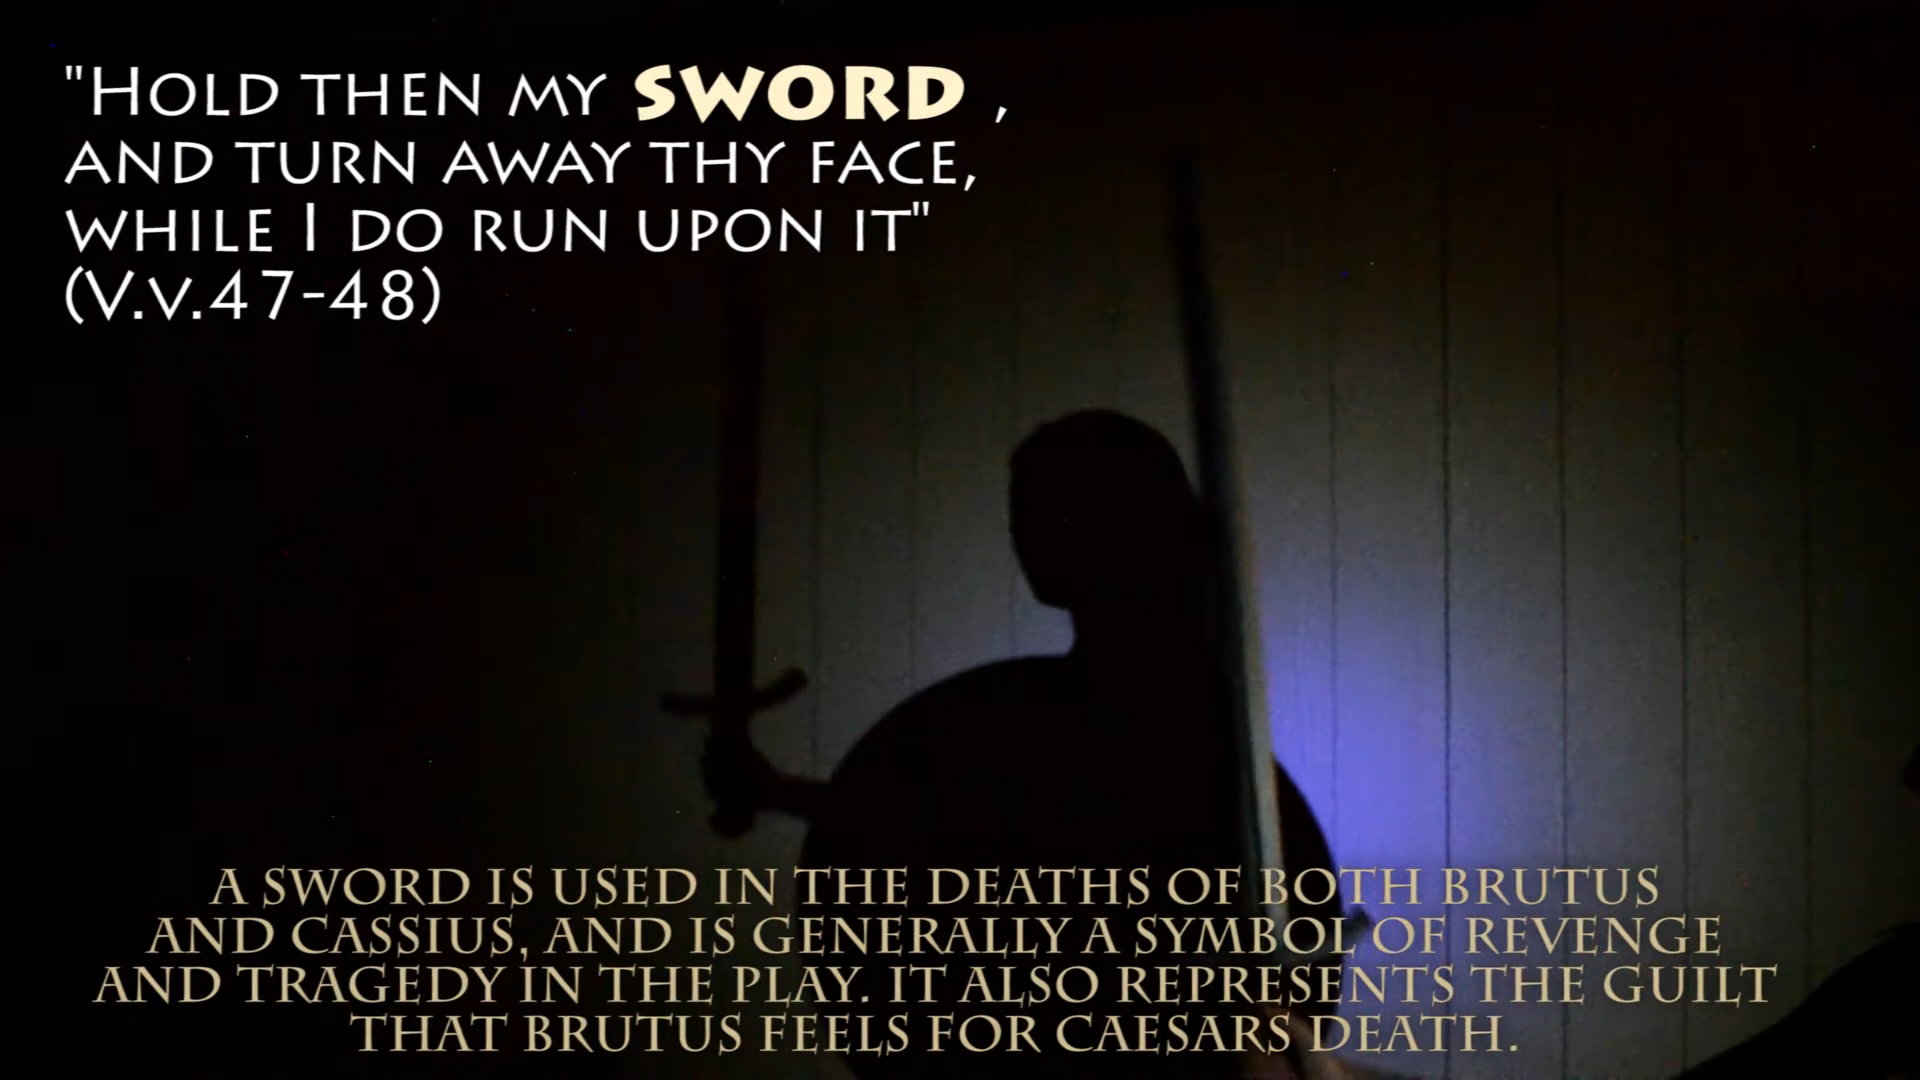 "Hold then my SWORD ,
and turn away thy face,
while I do run upon it"
(V.v.47-48)
A SWORD IS USED IN THE DEATHS OF BOTH BRUTUS
AND CASSIUS, AND IS GENERALLY A SYMBOL OF REVENGE
AND TRAGEDY IN THE PLAY. IT ALSO REPRESENTS THE GUILT
THAT BRUTUS FEELS FOR CAESARS DEATH.